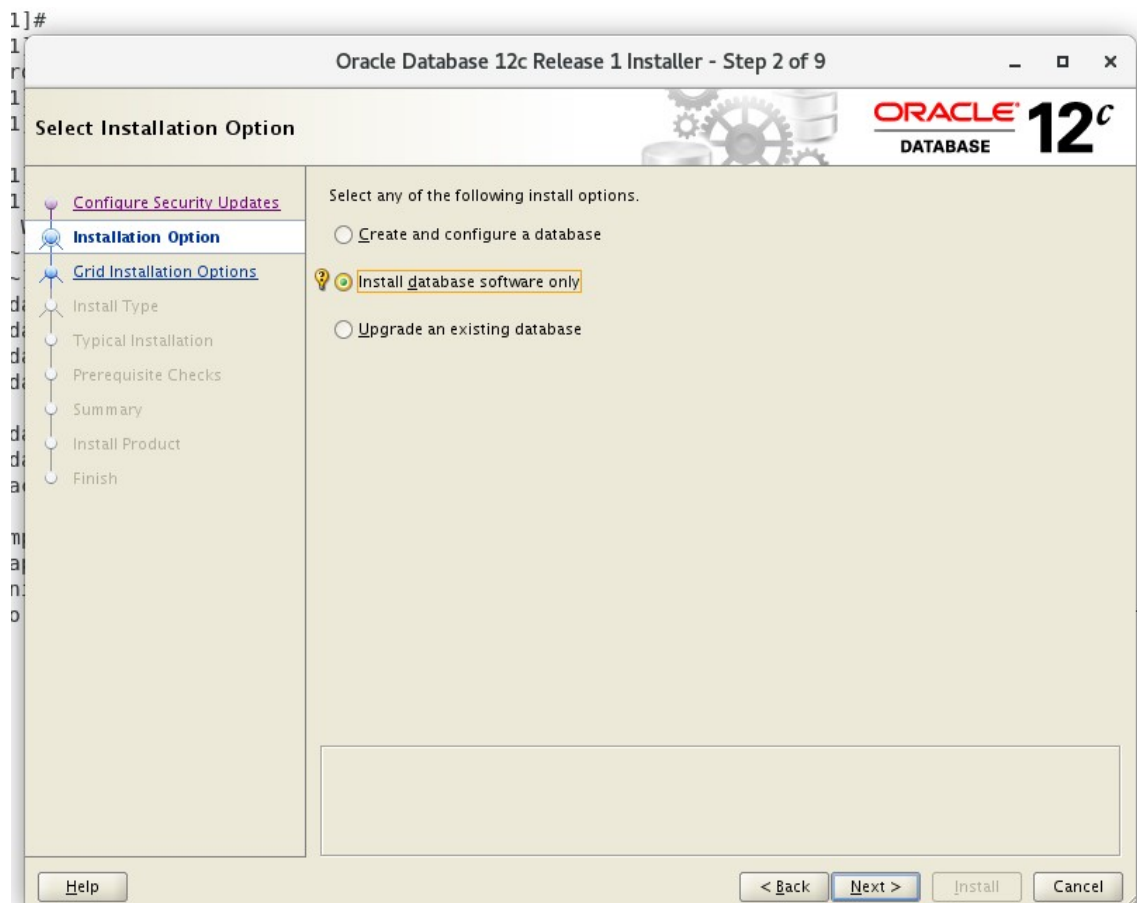 1]#
Oracle Database 12c Release 1 Installer - Step 2 of 9
Select Installation Option
ORACLE DATABASE 12c
Configure Security Updates
Installation Option
Grid Installation Options
Install Type
Typical Installation
Prerequisite Checks
Summary
Install Product
Finish
Select any of the following install options.
Create and configure a database
Install database software only
Upgrade an existing database
Help
< Back
Next >
Install
Cancel